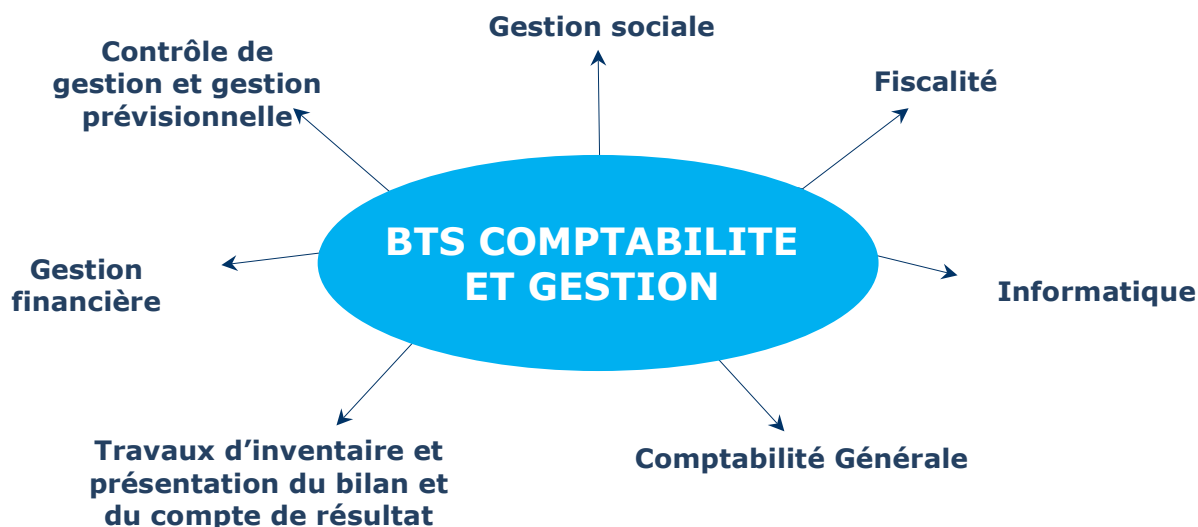 Gestion sociale
Contrôle de
gestion et gestion
prévisionnelle
Fiscalité
BTS COMPTABILITE
ET GESTION
Gestion
financière
Informatique
Travaux d’inventaire et
présentation du bilan et
du compte de résultat
Comptabilité Générale